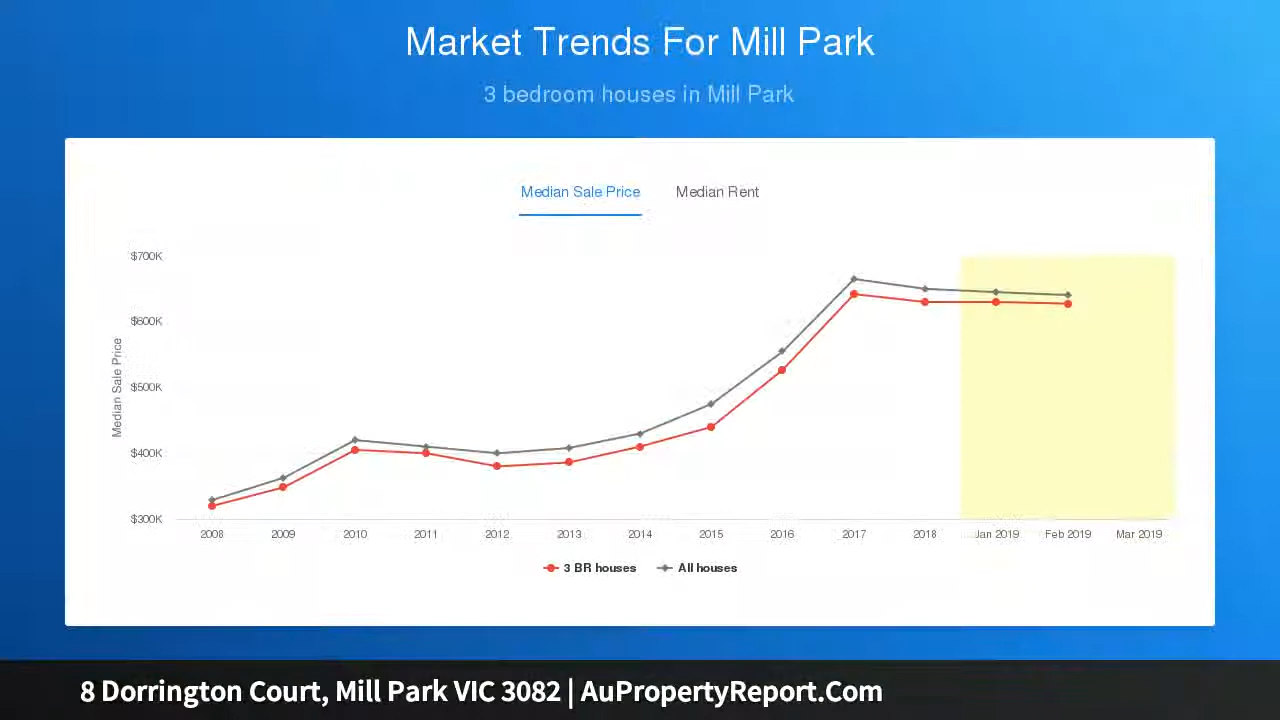 Market Trends For Mill Park
3 bedroom houses in Mill Park
Median Sale Price Median Rent
$700K
$600K
$500K
$400K
$300K
Median Sale Price
2008 2009 2010 2011 2012 2013 2014 2015 2016 2017 2018 Jan 2019 Feb 2019 Mar 2019
3 BR houses All houses
8 Dorrington Court, Mill Park VIC 3082 | AuPropertyReport.Com